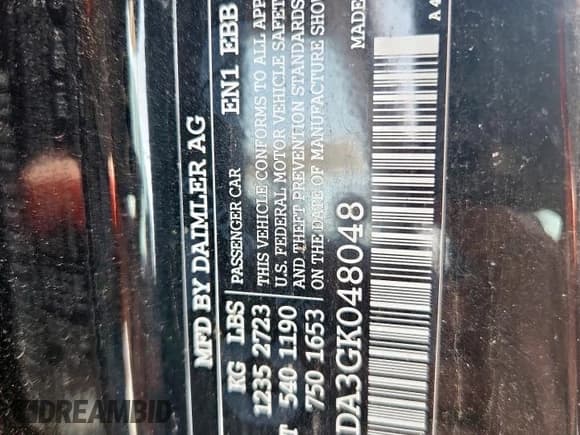 MFD BY DAIMLER AG
KG LBS
1235 2723
540 1190
750 1653
PASSENGER CAR EN1 EBB
THIS VEHICLE CONFORMS TO ALL APP
U.S. FEDERAL MOTOR VEHICLE SAFET
AND THEFT PREVENTION STANDARDS
ON THE DATE OF MANUFACTURE SHOW
DA3GK048048
MADE
A 4
DREAMBID